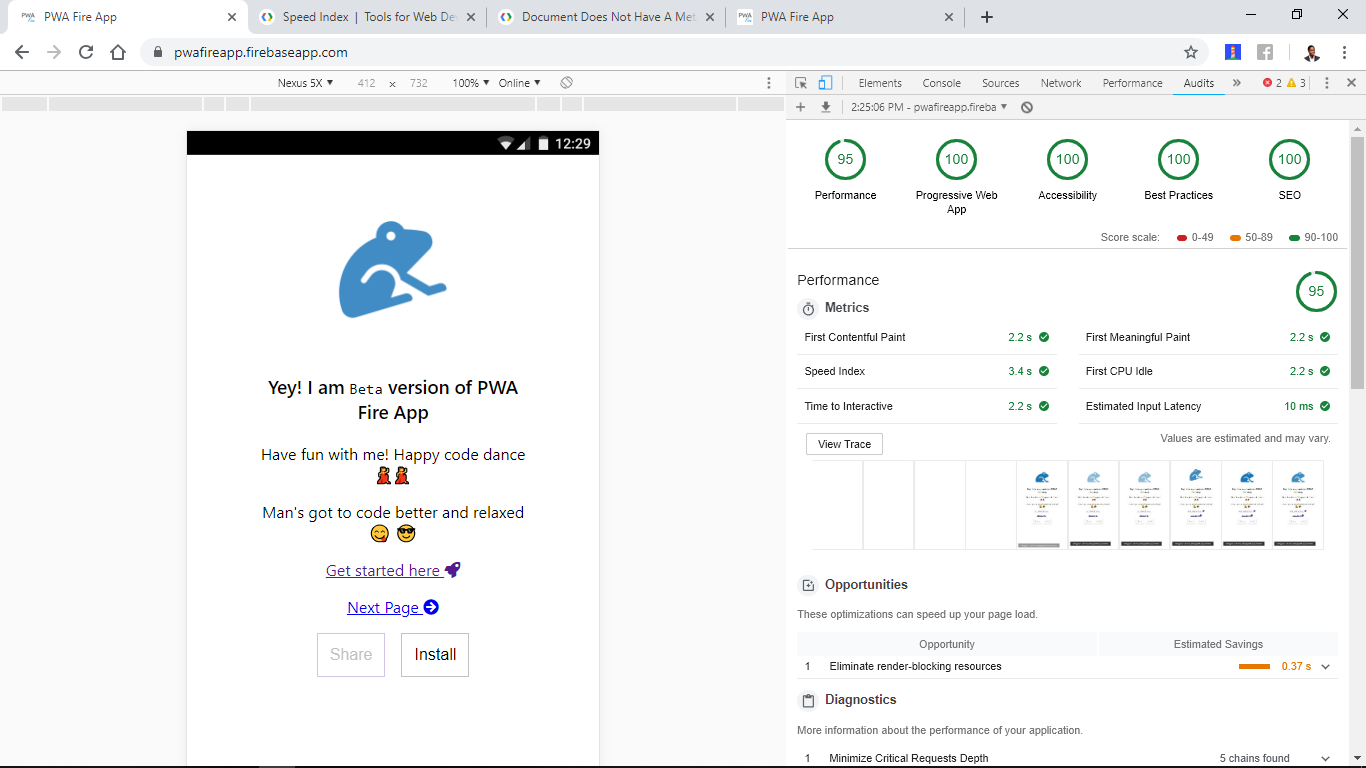 PWA Fire App
Speed Index | Tools for Web De
Document Does Not Have A Met
PWA
PWA Fire App
pwafireapp.firebaseapp.com
Nexus 5X ▼ 412 × 732 100% ▼ Online ▼
Elements Console Sources Network Performance Audits » 2 3
2:25:06 PM - pwafireapp.fireba ▼
12:29
Yey! I am Beta version of PWA
Fire App
Have fun with me! Happy code dance
💃💃
Man's got to code better and relaxed
😋 😎
Get started here
Next Page
Share Install
95 100 100 100 100
Performance Progressive Web Accessibility Best Practices SEO
App
Score scale: 0-49 50-89 90-100
Performance 95
Metrics
First Contentful Paint 2.2 s First Meaningful Paint 2.2 s
Speed Index 3.4 s First CPU Idle 2.2 s
Time to Interactive 2.2 s Estimated Input Latency 10 ms
View Trace Values are estimated and may vary.
Opportunities
These optimizations can speed up your page load.
Opportunity Estimated Savings
1 Eliminate render-blocking resources 0.37 s
Diagnostics
More information about the performance of your application.
1 Minimize Critical Requests Depth 5 chains found